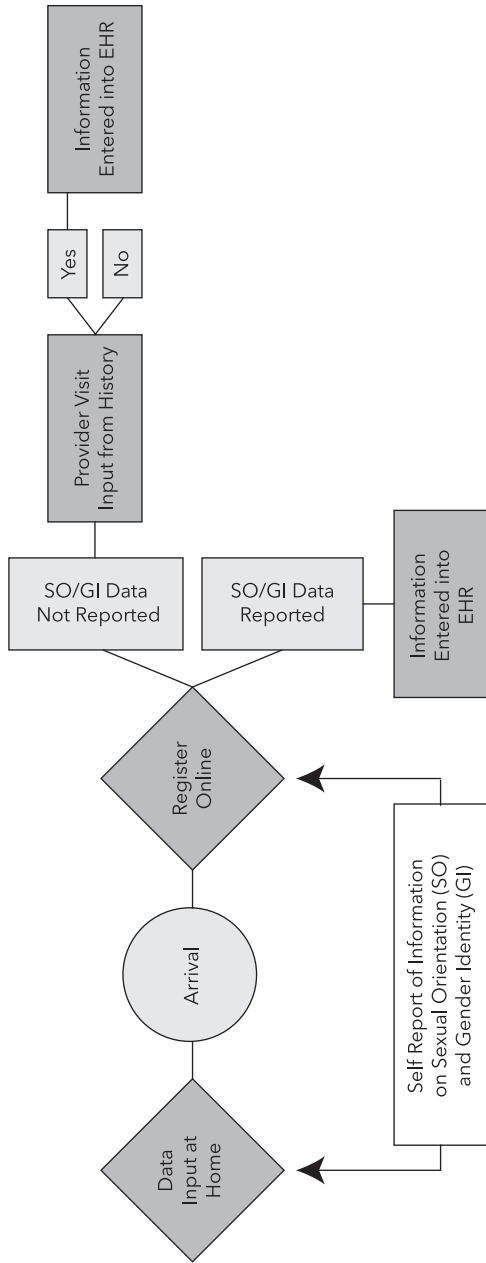 Data
Input at
Home
Arrival
Register
Online
SO/GI Data
Not Reported
SO/GI Data
Reported
Provider Visit
Input from History
Yes
No
Information
Entered into EHR
Information
Entered into
EHR
Self Report of Information
on Sexual Orientation (SO)
and Gender Identity (GI)